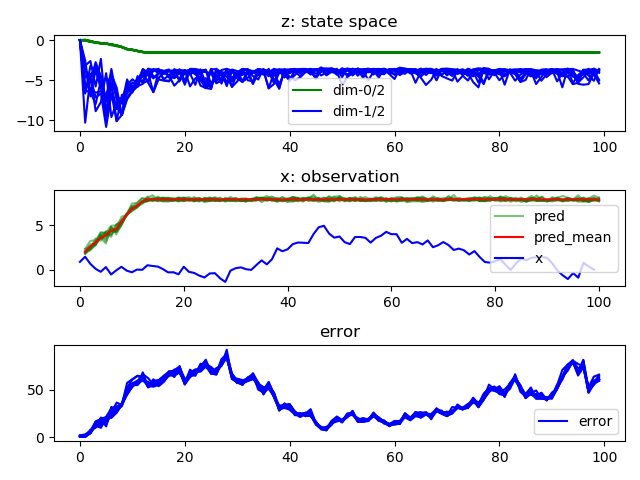 z: state space
0
−5
−10
dim-0/2
dim-1/2
0 20 40 60 80 100
x: observation
5
0
pred
pred_mean
x
0 20 40 60 80 100
error
50
0
error
0 20 40 60 80 100